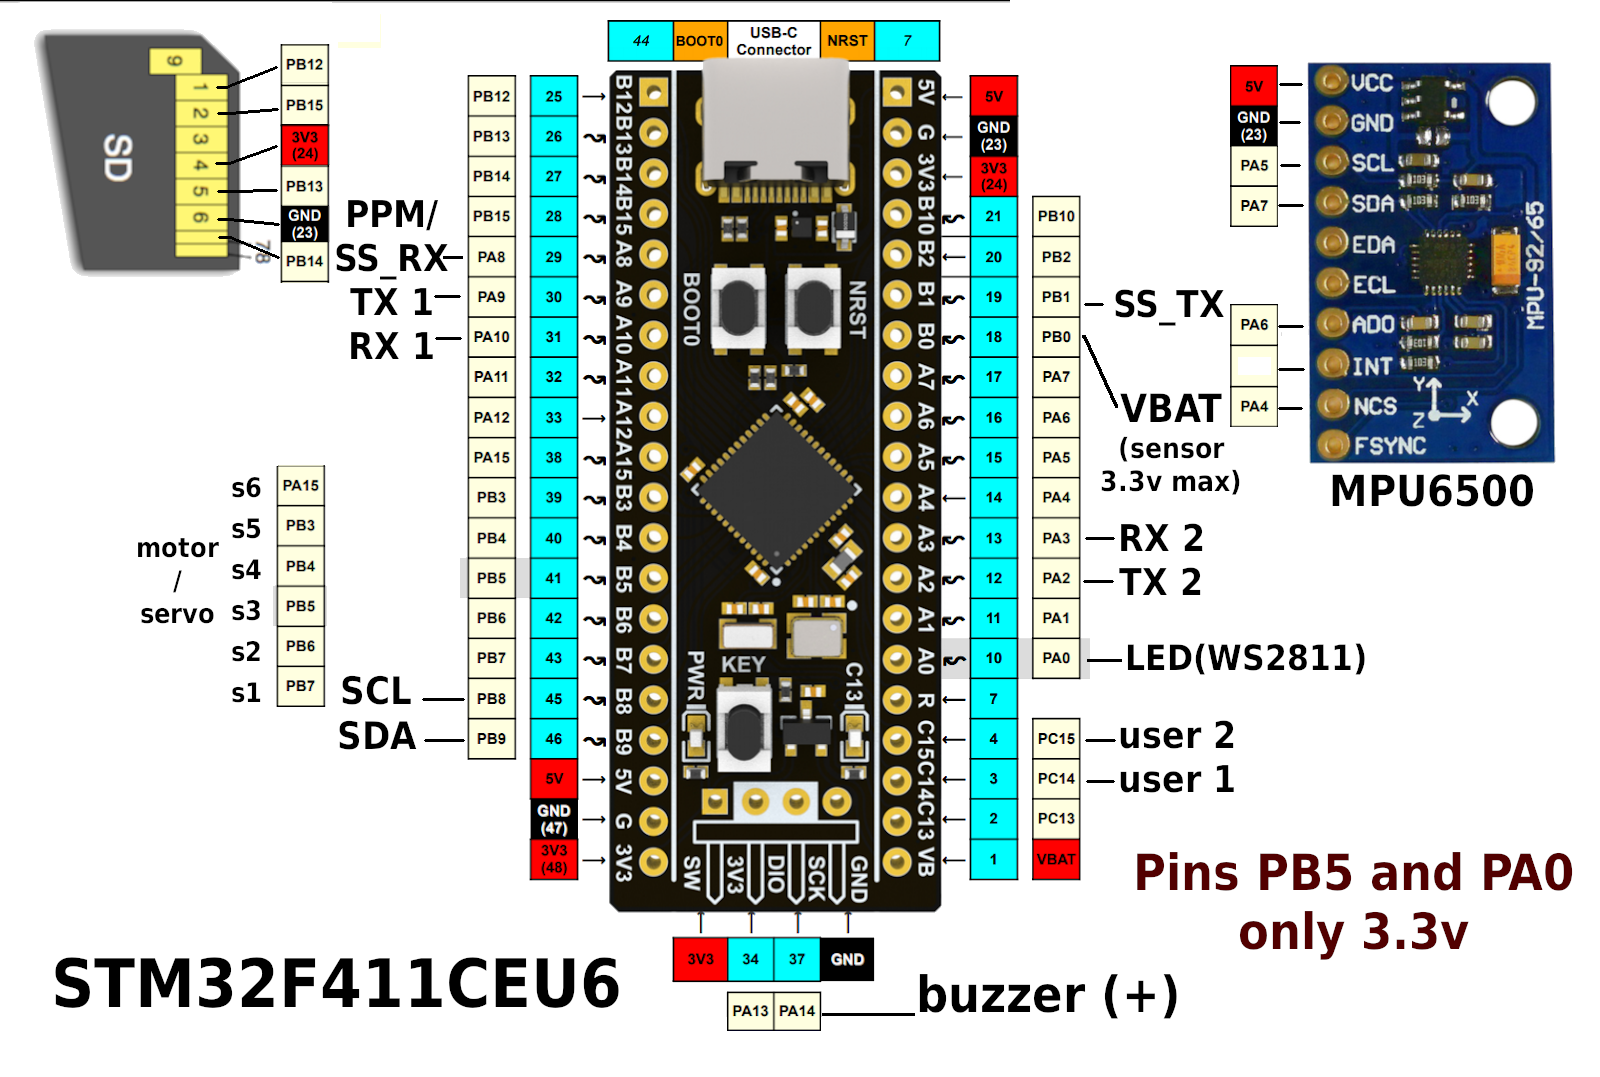 44 BOOT0 USB-C Connector NRST 7
SD
9
1
2
3
4
5
6
78
PB12
PB15
3V3 (24)
PB13
GND (23)
PB14
PPM/
SS_RX
TX 1
RX 1
PB12 25 B12
PB13 26 B13
PB14 27 B14
PB15 28 B15
PA8 29 A8
PA9 30 A9
PA10 31 A10
PA11 32 A11
PA12 33 A12
PA15 38 A15
PB3 39 B3
PB4 40 B4
PB5 41 B5
PB6 42 B6
PB7 43 B7
PB8 45 B8
PB9 46 B9
5V 5V
GND (47) G
3V3 (48) 3V3
motor
/
servo
s6 PA15
s5 PB3
s4 PB4
s3 PB5
s2 PB6
s1 PB7
SCL
SDA
BOOT0
NRST
PWR
KEY
C13
SW
3V3
DIO
SCK
GND
5V 5V
G GND (23)
3V3 3V3 (24)
B10 21 PB10
B2 20 PB2
B1 19 PB1
B0 18 PB0
A7 17 PA7
A6 16 PA6
A5 15 PA5
A4 14 PA4
A3 13 PA3
A2 12 PA2
A1 11 PA1
A0 10 PA0
R 7
C15 4 PC15
C14 3 PC14
C13 2 PC13
VB 1 VBAT
SS_TX
VBAT
(sensor
3.3v max)
RX 2
TX 2
LED(WS2811)
user 2
user 1
5V VCC
GND (23) GND
PA5 SCL
PA7 SDA
EDA
ECL
PA6 ADO
INT
PA4 NCS
FSYNC
MPU-92/65
Y
X
Z
103
103
103
103
MPU6500
Pins PB5 and PA0
only 3.3v
3V3 34 37 GND
PA13 PA14
buzzer (+)
STM32F411CEU6